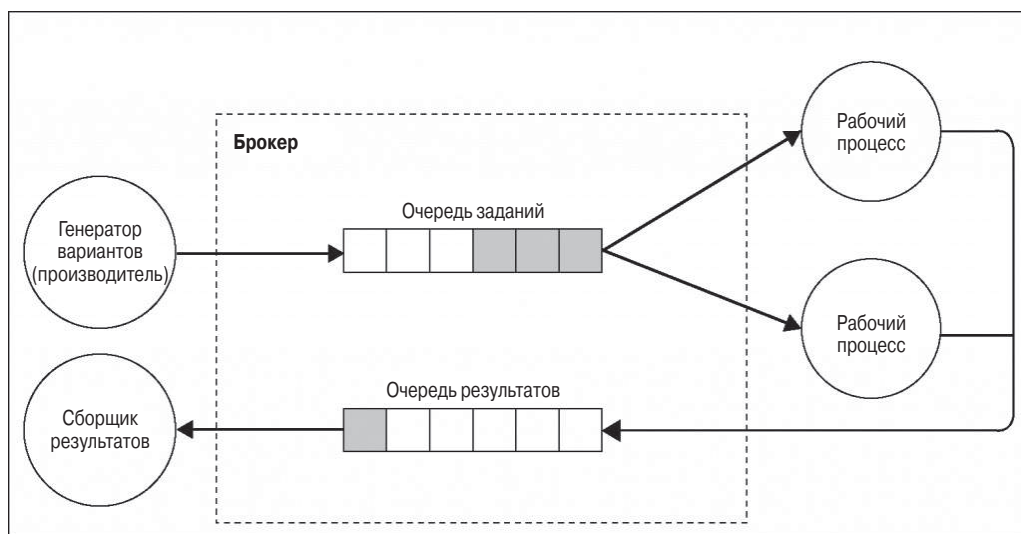 Брокер
Рабочий
процесс
Очередь заданий
Генератор
вариантов
(производитель)
Рабочий
процесс
Очередь результатов
Сборщик
результатов